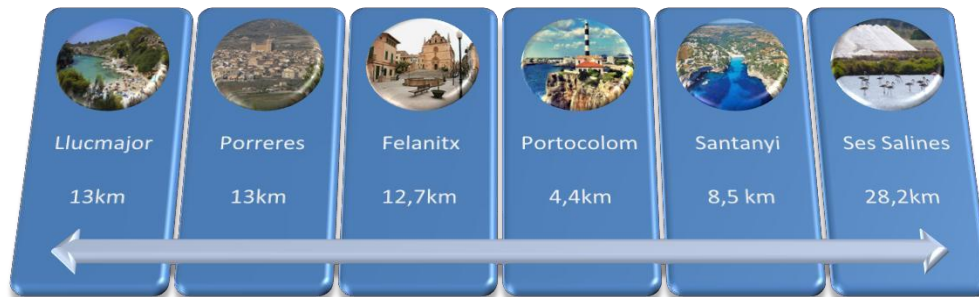 Llucmajor
13km
Porreres
13km
Felanitx
12,7km
Portocolom
4,4km
Santanyi
8,5 km
Ses Salines
28,2km